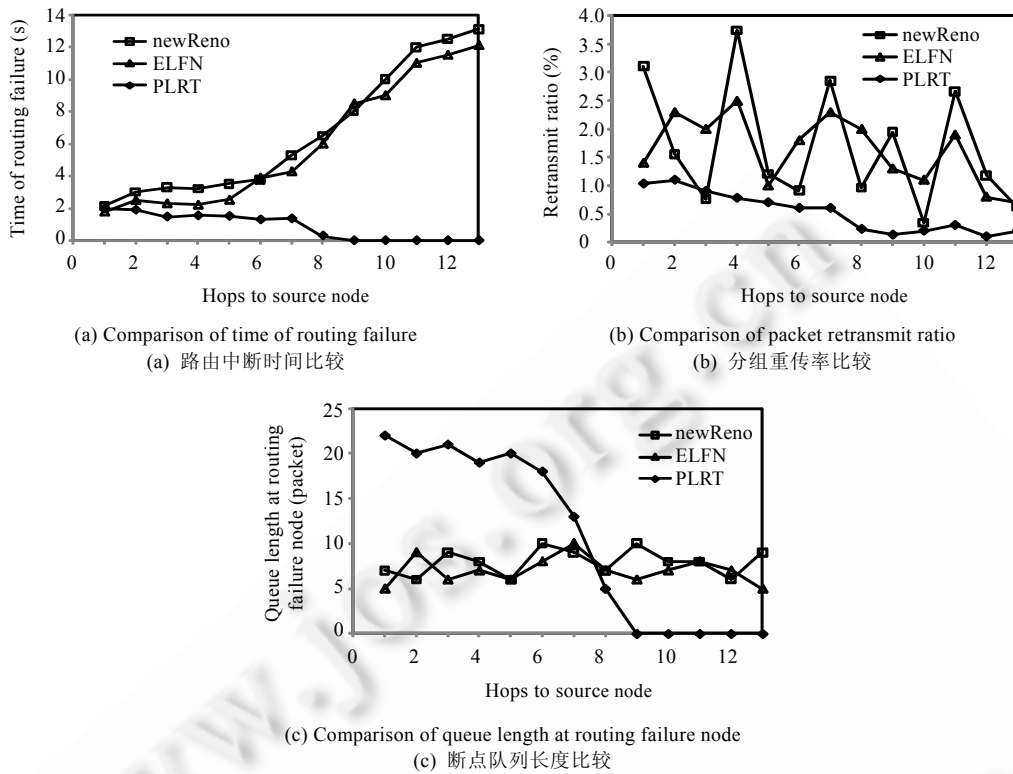 Time of routing failure (s)
14
12
10
8
6
4
2
0
newReno
ELFN
PLRT
0 2 4 6 8 10 12
Hops to source node
(a) Comparison of time of routing failure
(a) 路由中断时间比较
Retransmit ratio (%)
4.0
3.5
3.0
2.5
2.0
1.5
1.0
0.5
0
newReno
ELFN
PLRT
0 2 4 6 8 10 12
Hops to source node
(b) Comparison of packet retransmit ratio
(b) 分组重传率比较
Queue length at routing
failure node (packet)
25
20
15
10
5
0
newReno
ELFN
PLRT
0 2 4 6 8 10 12
Hops to source node
(c) Comparison of queue length at routing failure node
(c) 断点队列长度比较
www.jos.org.cn